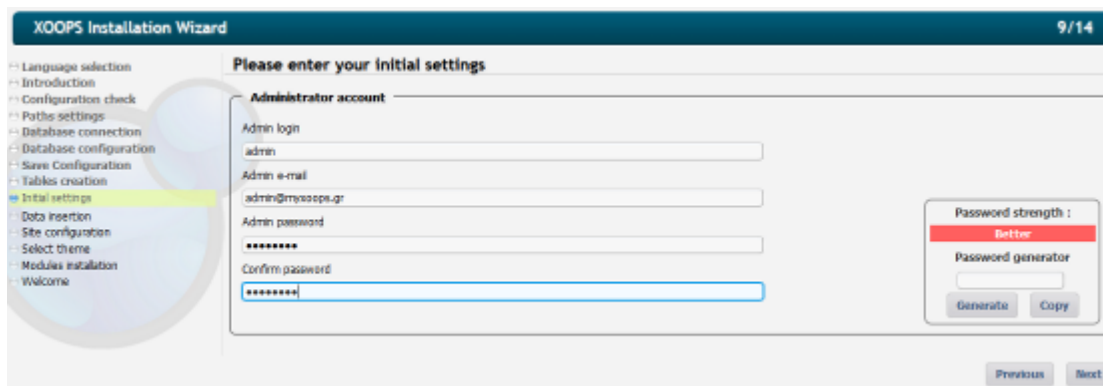 XOOPS Installation Wizard
9/14
Language selection
Introduction
Configuration check
Paths settings
Database connection
Database configuration
Save Configuration
Tables creation
Initial settings
Data insertion
Site configuration
Select theme
Modules installation
Welcome
Please enter your initial settings
Administrator account
Admin login
admin
Admin e-mail
admin@myxoops.gr
Admin password
••••••••
Confirm password
••••••••
Password strength :
Better
Password generator
Generate Copy
Previous Next